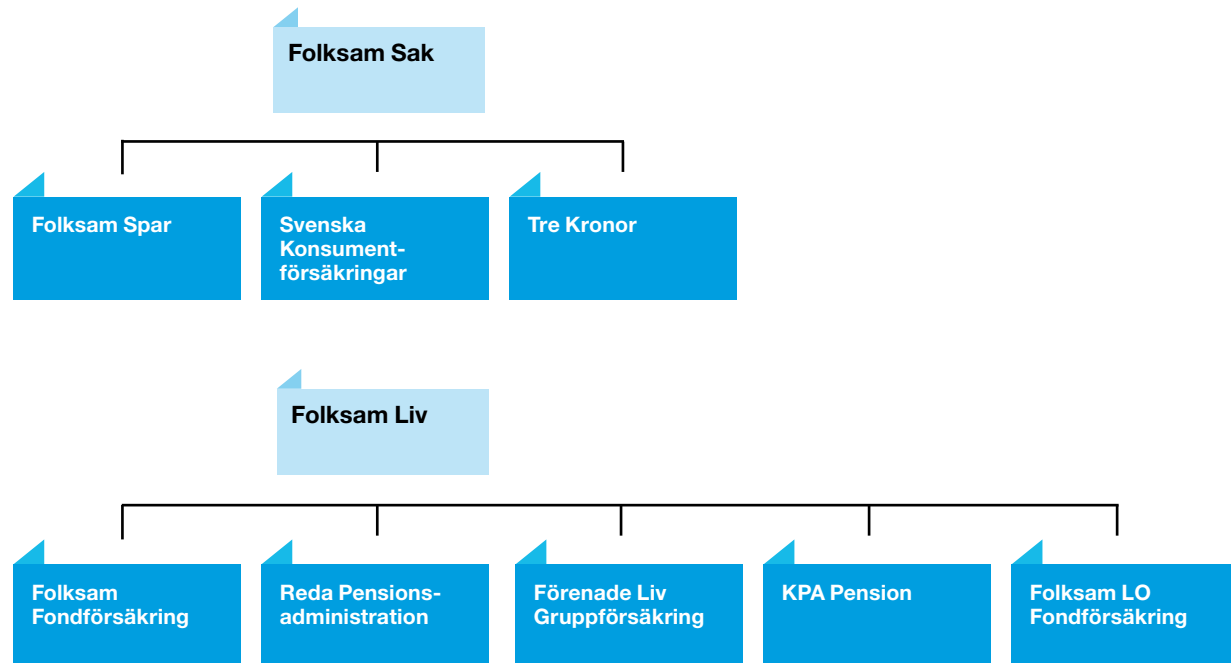 Folksam Sak
Folksam Spar
Svenska
Konsument-
försäkringar
Tre Kronor
Folksam Liv
Folksam
Fondförsäkring
Reda Pensions-
administration
Förenade Liv
Gruppförsäkring
KPA Pension
Folksam LO
Fondförsäkring